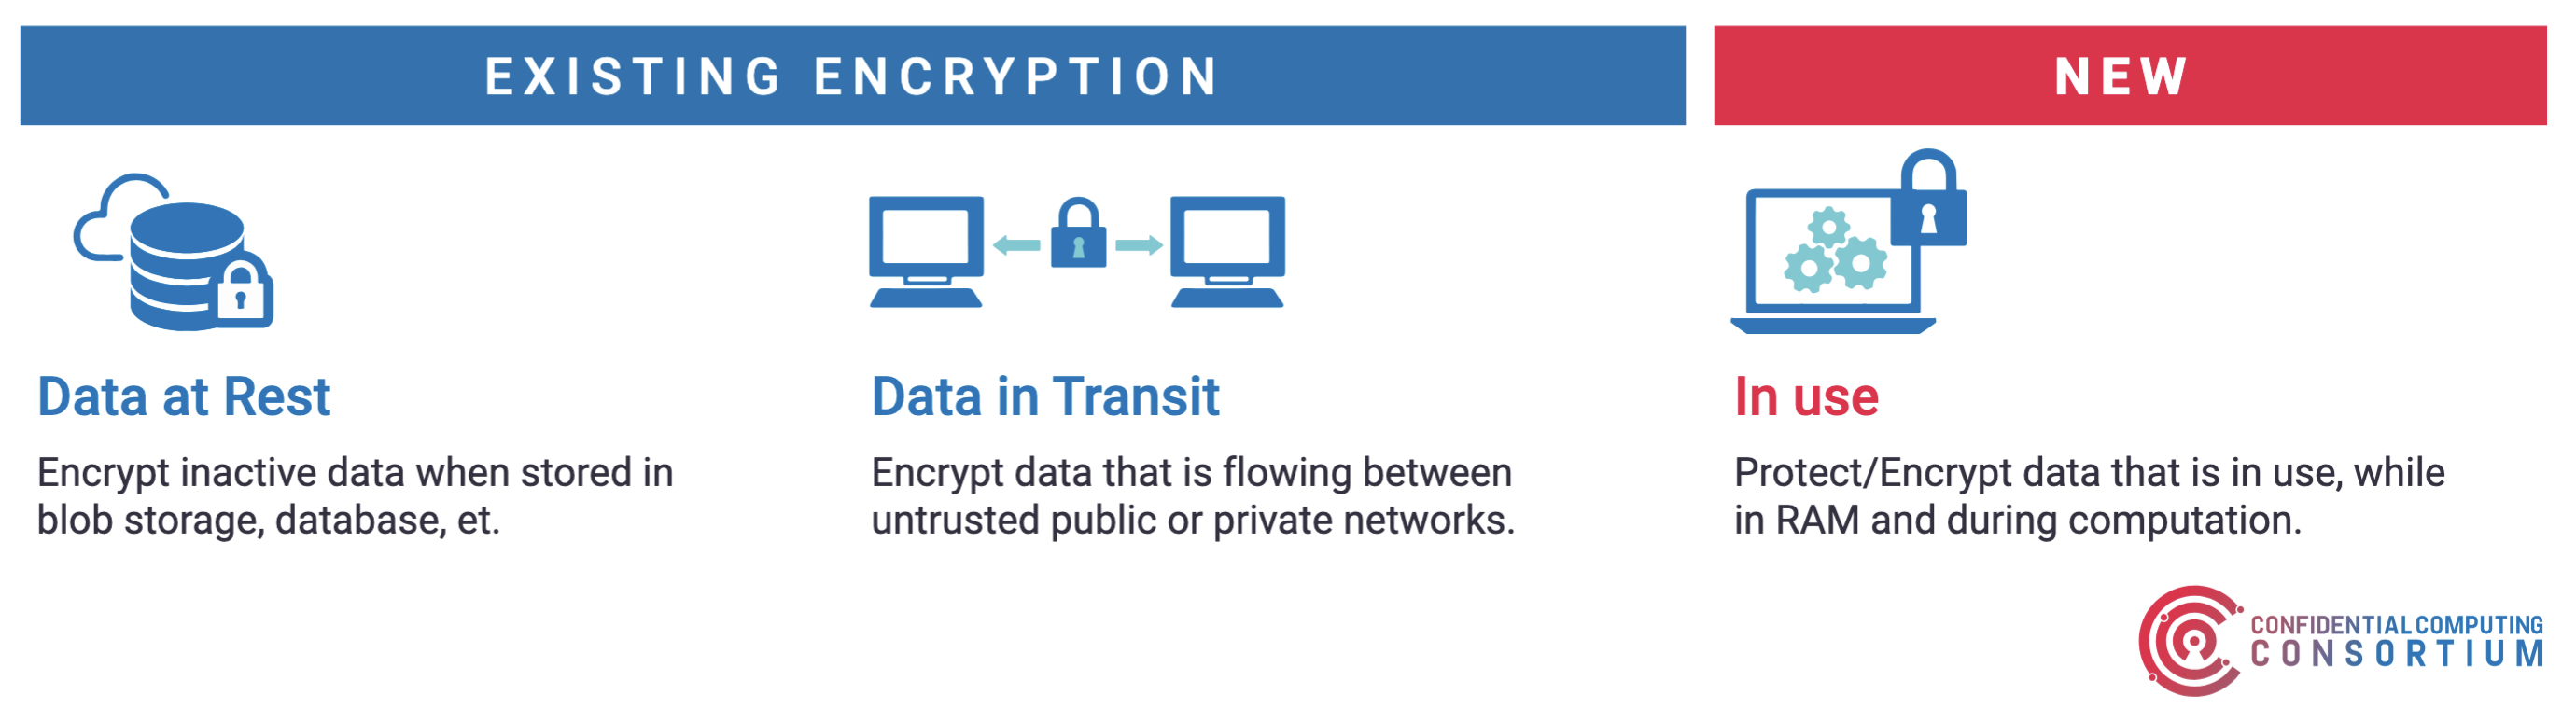 EXISTING ENCRYPTION
NEW
Data at Rest
Encrypt inactive data when stored in
blob storage, database, et.
Data in Transit
Encrypt data that is flowing between
untrusted public or private networks.
In use
Protect/Encrypt data that is in use, while
in RAM and during computation.
CONFIDENTIAL COMPUTING
CONSORTIUM